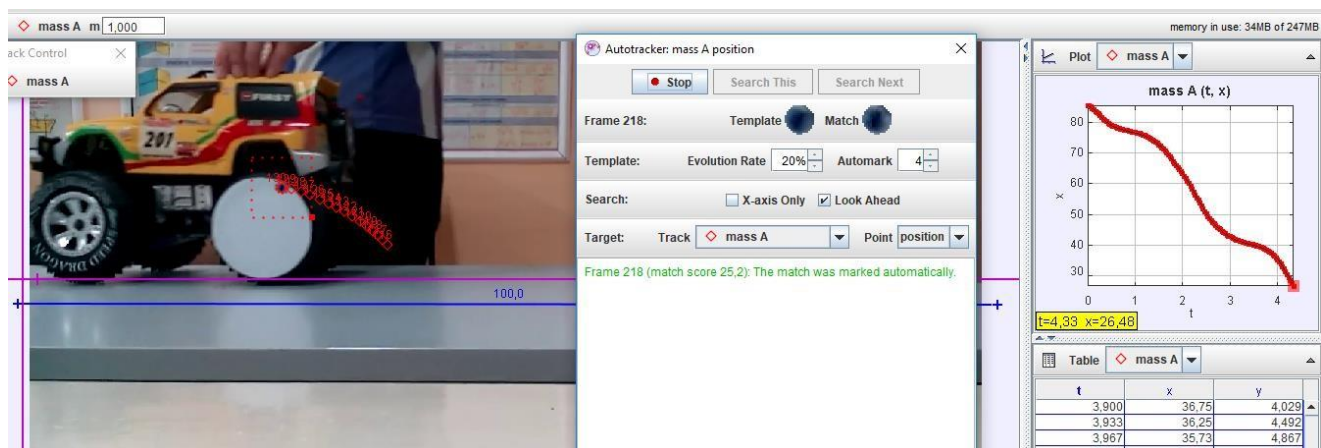 mass A m 1,000
memory in use: 34MB of 247MB
ack Control
mass A
FIRST
201
SPEED DRAGON
100,0
Autotracker: mass A position
Stop Search This Search Next
Frame 218: Template Match
Template: Evolution Rate 20% Automark 4
Search: X-axis Only Look Ahead
Target: Track mass A Point position
Frame 218 (match score 25,2): The match was marked automatically.
Plot mass A
mass A (t, x)
80
70
60
50
40
30
x
0 1 2 3 4
t
t=4,33 x=26,48
Table mass A
t x y
3,900 36,75 4,029
3,933 36,25 4,492
3,967 35,73 4,867